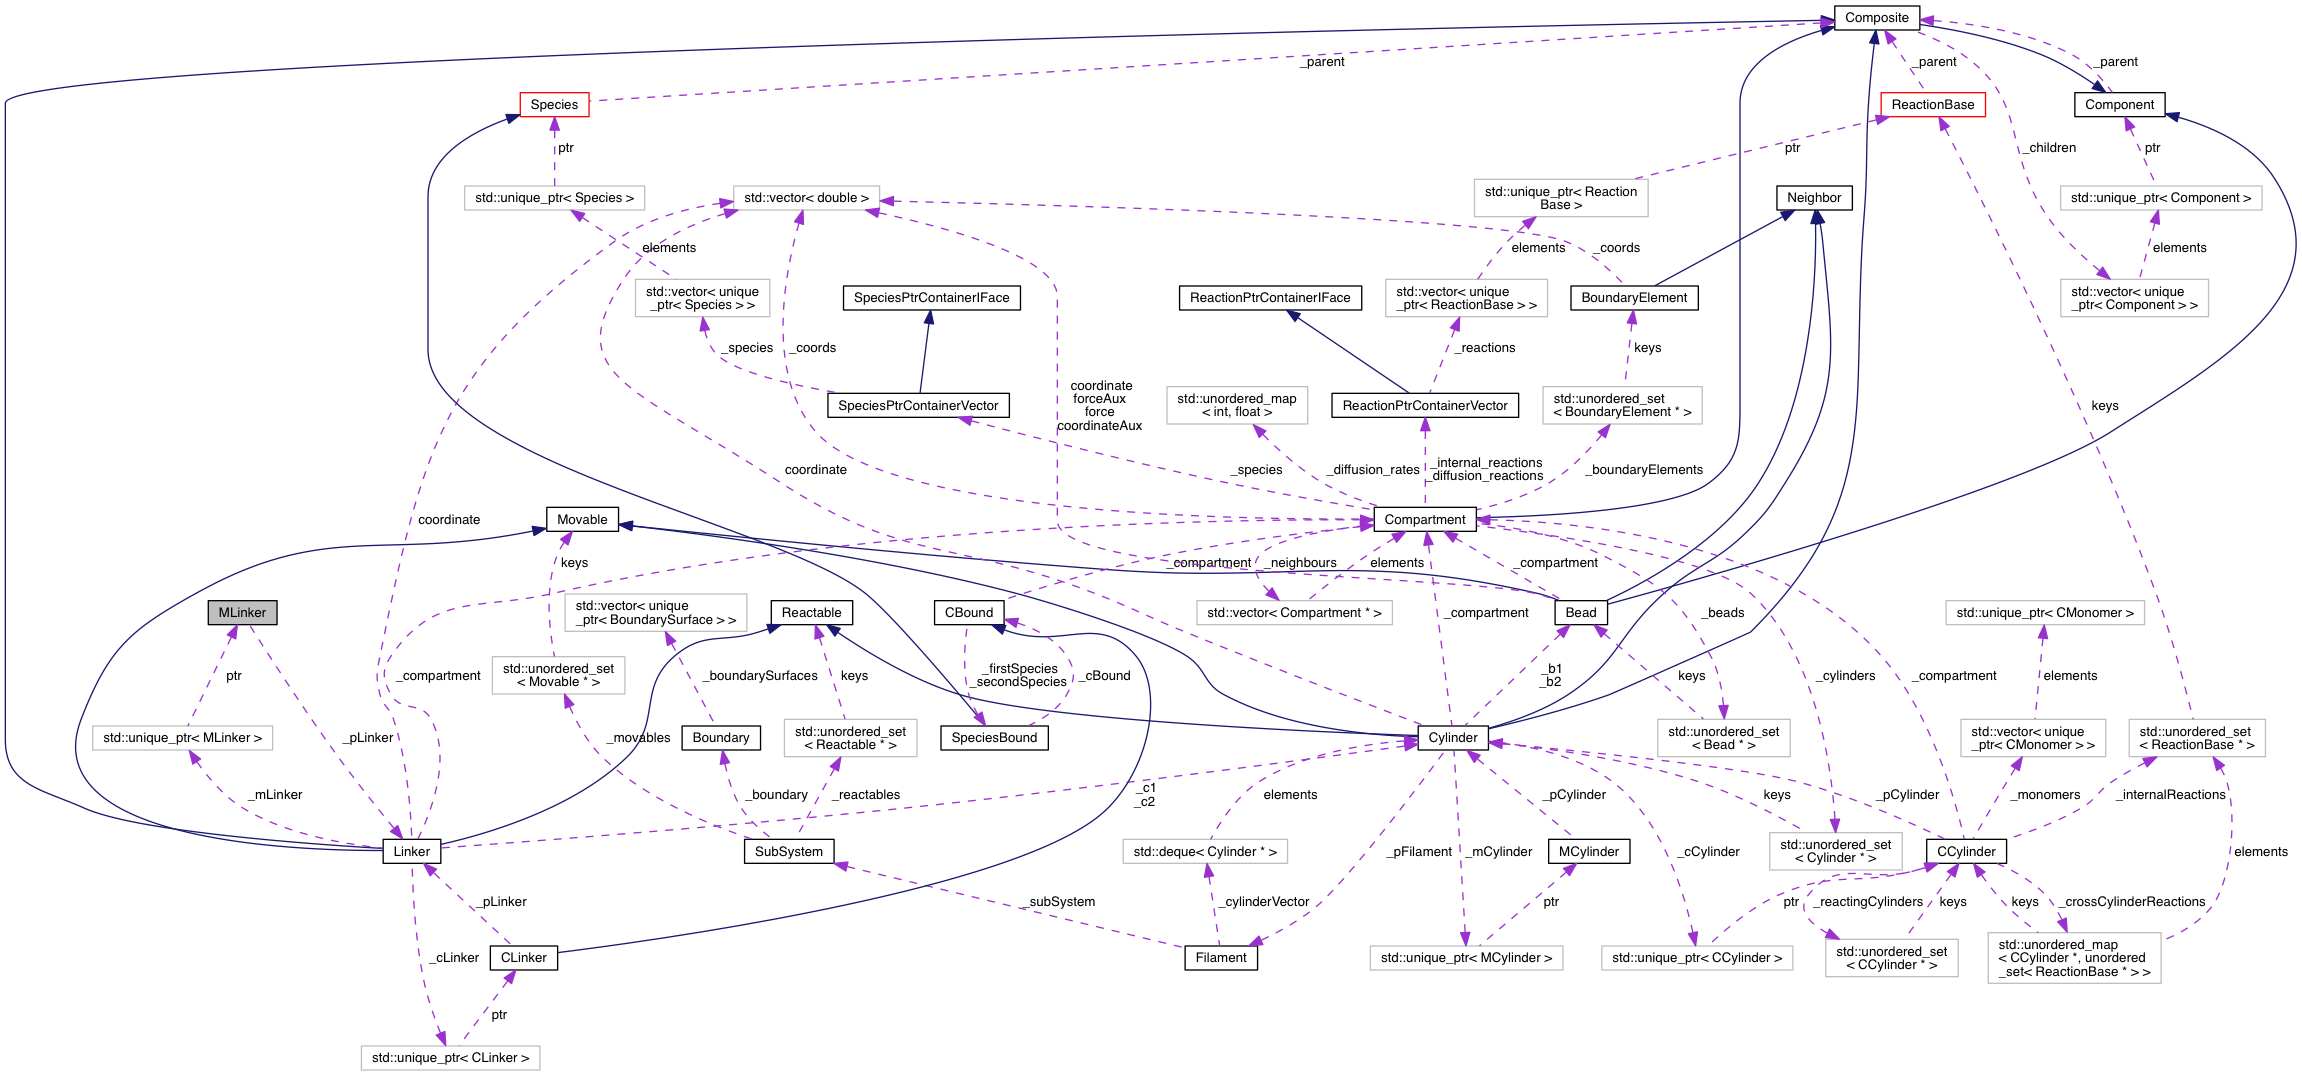 Composite
_parent
_parent
_parent
Species
ReactionBase
Component
ptr
ptr
_children
ptr
std::unique_ptr< Species >
std::vector< double >
std::unique_ptr< Reaction
Base >
Neighbor
std::unique_ptr< Component >
elements
elements
_coords
elements
std::vector< unique
_ptr< Species > >
SpeciesPtrContainerIFace
ReactionPtrContainerIFace
std::vector< unique
_ptr< ReactionBase > >
BoundaryElement
std::vector< unique
_ptr< Component > >
_species
_coords
_reactions
keys
coordinate
forceAux
force
coordinateAux
SpeciesPtrContainerVector
std::unordered_map
< int, float >
ReactionPtrContainerVector
std::unordered_set
< BoundaryElement * >
keys
coordinate
_species
_diffusion_rates
_internal_reactions
_diffusion_reactions
_boundaryElements
coordinate
Movable
Compartment
keys
_compartment
_neighbours
elements
_compartment
MLinker
std::vector< unique
_ptr< BoundarySurface > >
Reactable
CBound
std::vector< Compartment * >
_compartment
Bead
_beads
std::unique_ptr< CMonomer >
ptr
std::unordered_set
< Movable * >
_compartment
_boundarySurfaces
keys
_firstSpecies
_secondSpecies
_cBound
_b1
_b2
keys
_cylinders
_compartment
elements
std::unique_ptr< MLinker >
_pLinker
_movables
Boundary
std::unordered_set
< Reactable * >
SpeciesBound
Cylinder
std::unordered_set
< Bead * >
std::vector< unique
_ptr< CMonomer > >
std::unordered_set
< ReactionBase * >
_mLinker
_boundary
_reactables
_c1
_c2
elements
_pCylinder
keys
_pCylinder
_monomers
_internalReactions
Linker
SubSystem
std::deque< Cylinder * >
_pFilament
_mCylinder
MCylinder
_cCylinder
std::unordered_set
< Cylinder * >
CCylinder
elements
_pLinker
_subSystem
_cylinderVector
ptr
ptr
_reactingCylinders
keys
keys
_crossCylinderReactions
_cLinker
CLinker
Filament
std::unique_ptr< MCylinder >
std::unique_ptr< CCylinder >
std::unordered_set
< CCylinder * >
std::unordered_map
< CCylinder *, unordered
_set< ReactionBase * > >
ptr
std::unique_ptr< CLinker >